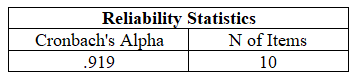 Reliability Statistics
Cronbach's Alpha N of Items
.919 10